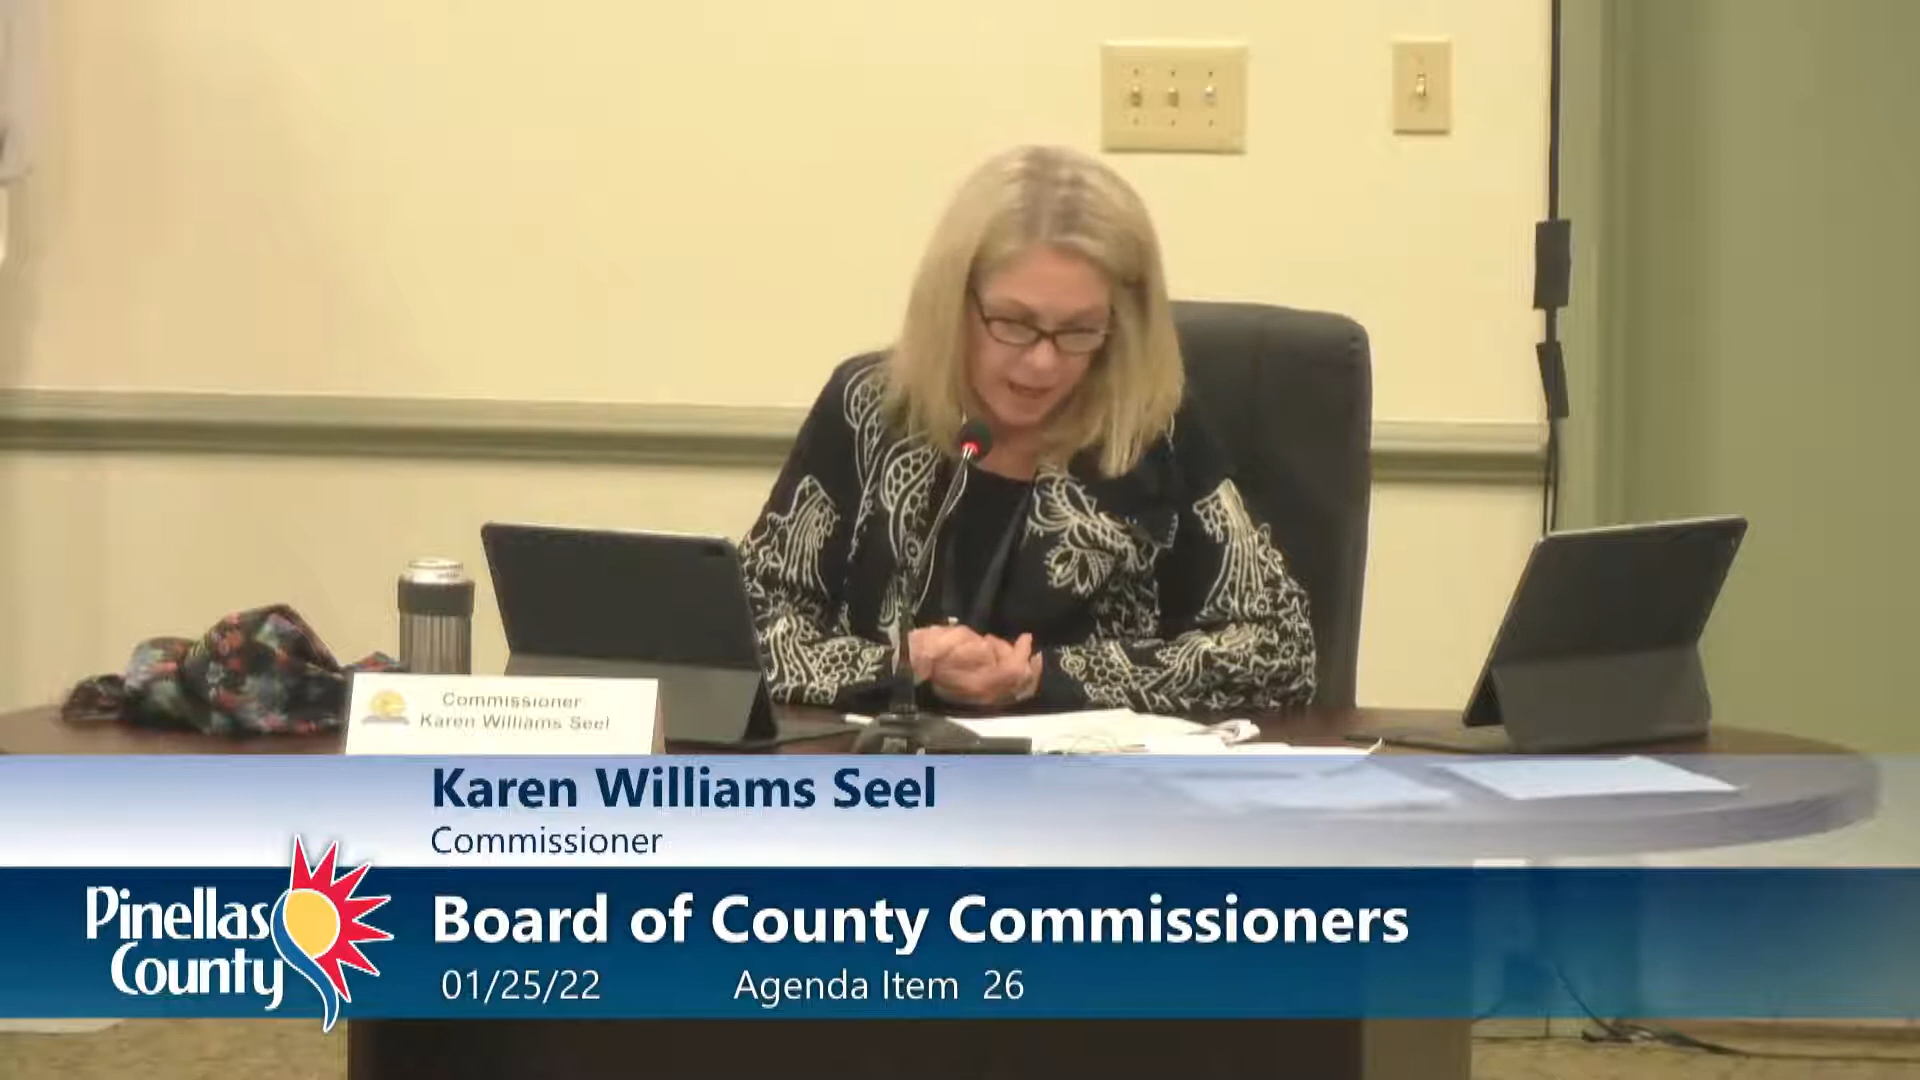 Commissioner
Karen Williams Seel
Karen Williams Seel
Commissioner
Pinellas
County
Board of County Commissioners
01/25/22 Agenda Item 26